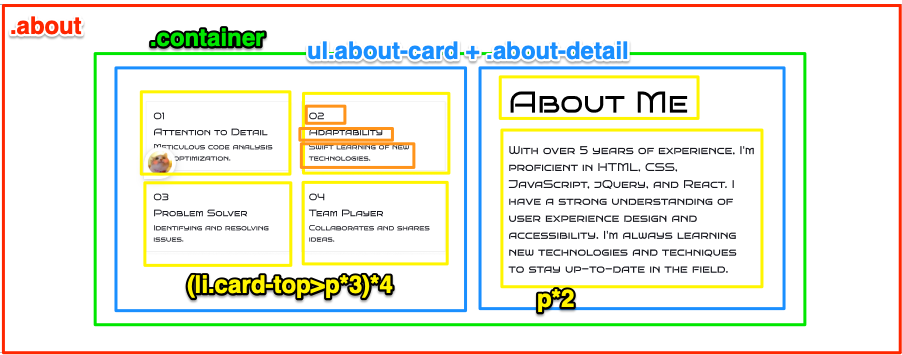 .about
.container
ul.about-card + .about-detail
01
Attention to Detail
Meticulous code analysis
optimization.
02
Adaptability
Swift learning of new
technologies.
03
Problem Solver
Identifying and resolving
issues.
04
Team Player
Collaborates and shares
ideas.
(li.card-top>p*3)*4
About Me
With over 5 years of experience, I'm
proficient in HTML, CSS,
JavaScript, jQuery, and React. I
have a strong understanding of
user experience design and
accessibility. I'm always learning
new technologies and techniques
to stay up-to-date in the field.
p*2